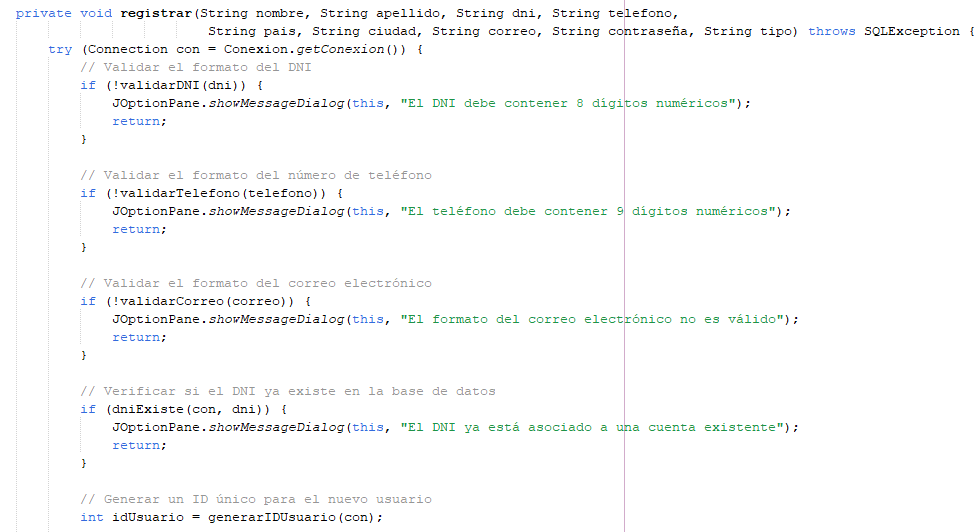 private void registrar(String nombre, String apellido, String dni, String telefono,
String pais, String ciudad, String correo, String contraseña, String tipo) throws SQLException {
try (Connection con = Conexion.getConexion()) {
// Validar el formato del DNI
if (!validarDNI(dni)) {
JOptionPane.showMessageDialog(this, "El DNI debe contener 8 dígitos numéricos");
return;
}
// Validar el formato del número de teléfono
if (!validarTelefono(telefono)) {
JOptionPane.showMessageDialog(this, "El teléfono debe contener 9 dígitos numéricos");
return;
}
// Validar el formato del correo electrónico
if (!validarCorreo(correo)) {
JOptionPane.showMessageDialog(this, "El formato del correo electrónico no es válido");
return;
}
// Verificar si el DNI ya existe en la base de datos
if (dniExiste(con, dni)) {
JOptionPane.showMessageDialog(this, "El DNI ya está asociado a una cuenta existente");
return;
}
// Generar un ID único para el nuevo usuario
int idUsuario = generarIDUsuario(con);